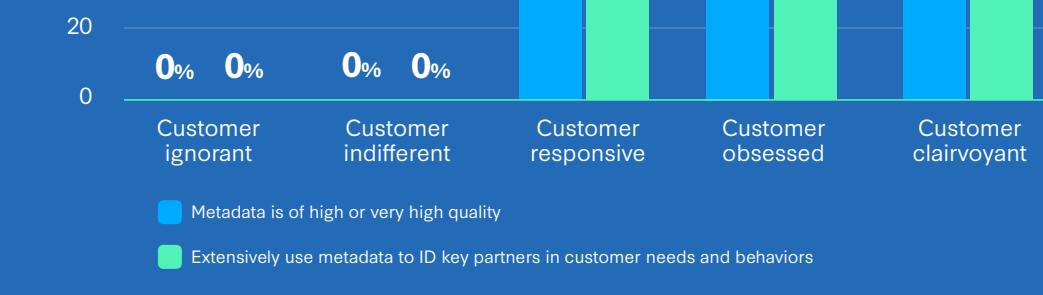 20
0% 0% 0% 0%
0
Customer ignorant
Customer indifferent
Customer responsive
Customer obsessed
Customer clairvoyant
Metadata is of high or very high quality
Extensively use metadata to ID key partners in customer needs and behaviors